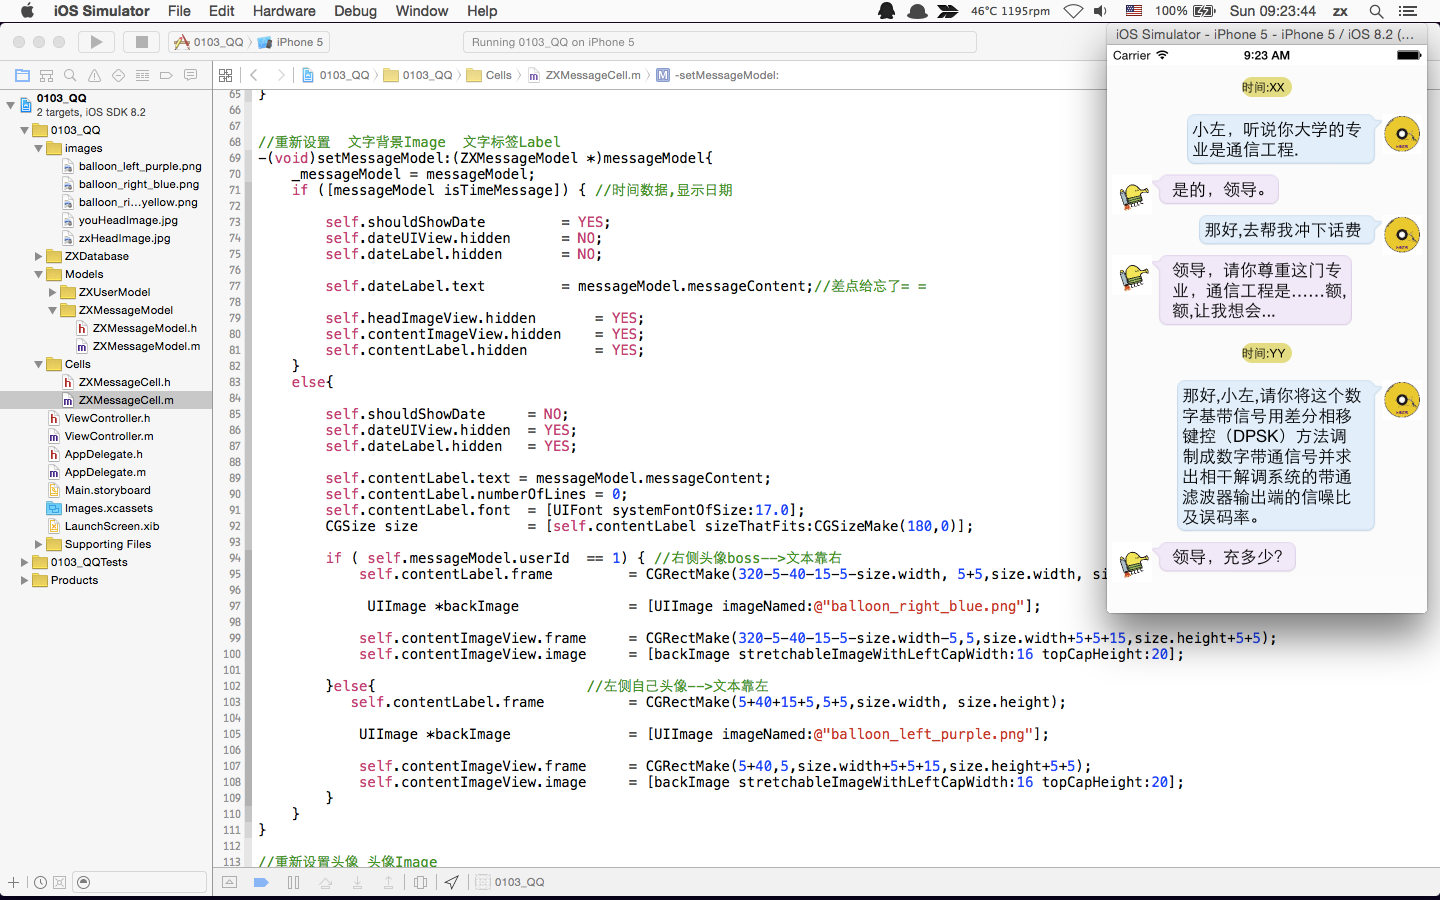 iOS Simulator File Edit Hardware Debug Window Help 46°C 1195rpm 100% Sun 09:23:44 zx
0103_QQ iPhone 5 Running 0103_QQ on iPhone 5
0103_QQ 0103_QQ Cells ZXMessageCell.m M -setMessageModel:
0103_QQ
2 targets, iOS SDK 8.2
0103_QQ
images
balloon_left_purple.png
balloon_right_blue.png
balloon_ri...yellow.png
youHeadImage.jpg
zxHeadImage.jpg
ZXDatabase
Models
ZXUserModel
ZXMessageModel
h ZXMessageModel.h
m ZXMessageModel.m
Cells
h ZXMessageCell.h
m ZXMessageCell.m
h ViewController.h
m ViewController.m
h AppDelegate.h
m AppDelegate.m
Main.storyboard
Images.xcassets
LaunchScreen.xib
Supporting Files
0103_QQTests
Products
65 }
66
67
68 //重新设置 文字背景Image 文字标签Label
69 -(void)setMessageModel:(ZXMessageModel *)messageModel{
70 _messageModel = messageModel;
71 if ([messageModel isTimeMessage]) { //时间数据,显示日期
72
73 self.shouldShowDate = YES;
74 self.dateUIView.hidden = NO;
75 self.dateLabel.hidden = NO;
76
77 self.dateLabel.text = messageModel.messageContent;//差点给忘了= =
78
79 self.headImageView.hidden = YES;
80 self.contentImageView.hidden = YES;
81 self.contentLabel.hidden = YES;
82 }
83 else{
84
85 self.shouldShowDate = NO;
86 self.dateUIView.hidden = YES;
87 self.dateLabel.hidden = YES;
88
89 self.contentLabel.text = messageModel.messageContent;
90 self.contentLabel.numberOfLines = 0;
91 self.contentLabel.font = [UIFont systemFontOfSize:17.0];
92 CGSize size = [self.contentLabel sizeThatFits:CGSizeMake(180,0)];
93
94 if ( self.messageModel.userId == 1) { //右侧头像boss-->文本靠右
95 self.contentLabel.frame = CGRectMake(320-5-40-15-5-size.width, 5+5,size.width, si
96
97 UIImage *backImage = [UIImage imageNamed:@"balloon_right_blue.png"];
98
99 self.contentImageView.frame = CGRectMake(320-5-40-15-5-size.width-5,5,size.width+5+5+15,size.height+5+5);
100 self.contentImageView.image = [backImage stretchableImageWithLeftCapWidth:16 topCapHeight:20];
101
102 }else{ //左侧自己头像-->文本靠左
103 self.contentLabel.frame = CGRectMake(5+40+15+5,5+5,size.width, size.height);
104
105 UIImage *backImage = [UIImage imageNamed:@"balloon_left_purple.png"];
106
107 self.contentImageView.frame = CGRectMake(5+40,5,size.width+5+5+15,size.height+5+5);
108 self.contentImageView.image = [backImage stretchableImageWithLeftCapWidth:16 topCapHeight:20];
109 }
110 }
111 }
112
113 //重新设置头像 头像Image
0103_QQ
iOS Simulator - iPhone 5 - iPhone 5 / iOS 8.2 (...
Carrier 9:23 AM
时间:XX
小左，听说你大学的专
业是通信工程.
是的，领导。
那好,去帮我冲下话费
领导，请你尊重这门专
业，通信工程是……额,
额,让我想会...
时间:YY
那好,小左,请你将这个数
字基带信号用差分相移
键控（DPSK）方法调
制成数字带通信号并求
出相干解调系统的带通
滤波器输出端的信噪比
及误码率。
领导，充多少?